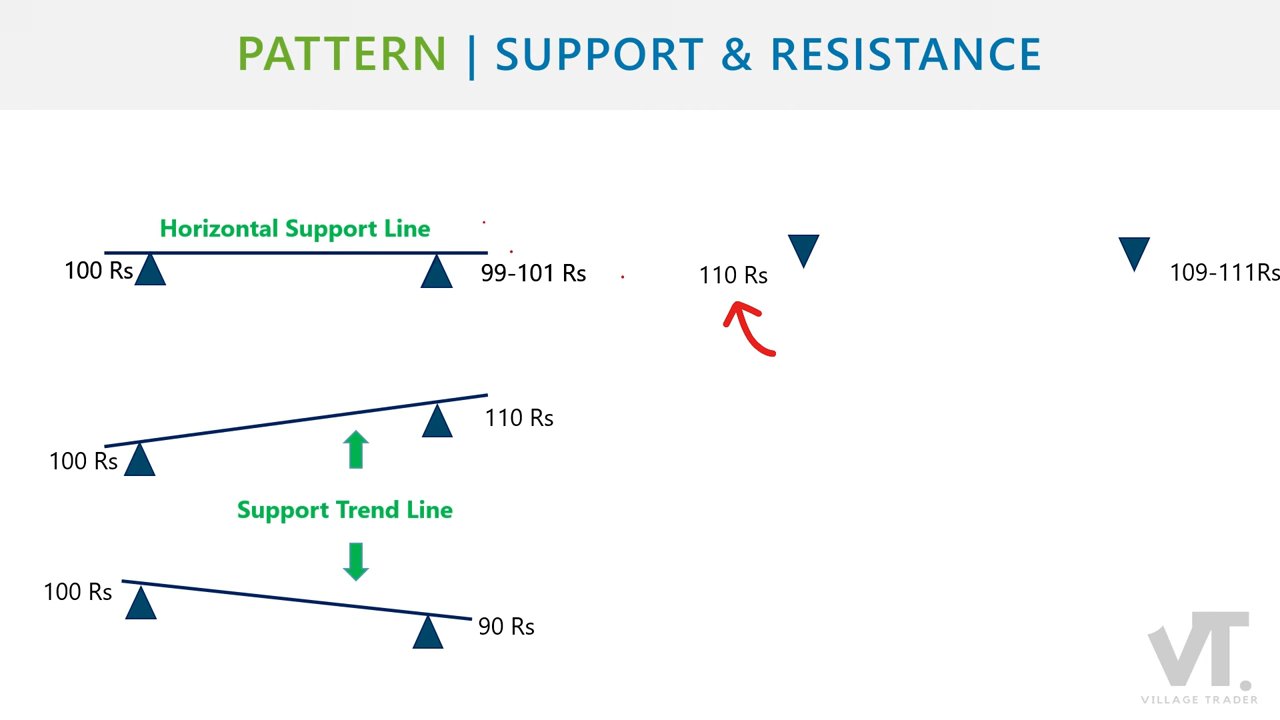 PATTERN | SUPPORT & RESISTANCE
Horizontal Support Line
100 Rs
99-101 Rs
110 Rs
109-111Rs
100 Rs
110 Rs
Support Trend Line
100 Rs
90 Rs
VT.
VILLAGE TRADER